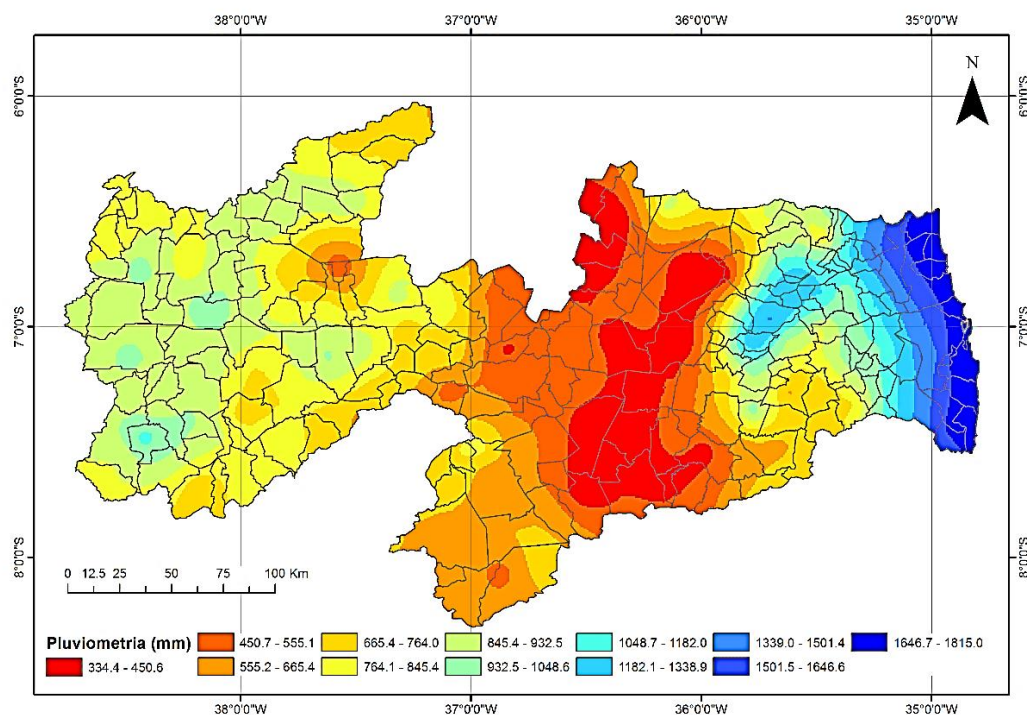 38°0'0"W 37°0'0"W 36°0'0"W 35°0'0"W
N
6°0'0"S 6°0'0"S
7°0'0"S 7°0'0"S
8°0'0"S 8°0'0"S
0 12.5 25 50 75 100 Km
Pluviometria (mm) 450.7 - 555.1 665.4 - 764.0 845.4 - 932.5 1048.7 - 1182.0 1339.0 - 1501.4 1646.7 - 1815.0
334.4 - 450.6 555.2 - 665.4 764.1 - 845.4 932.5 - 1048.6 1182.1 - 1338.9 1501.5 - 1646.6
38°0'0"W 37°0'0"W 36°0'0"W 35°0'0"W